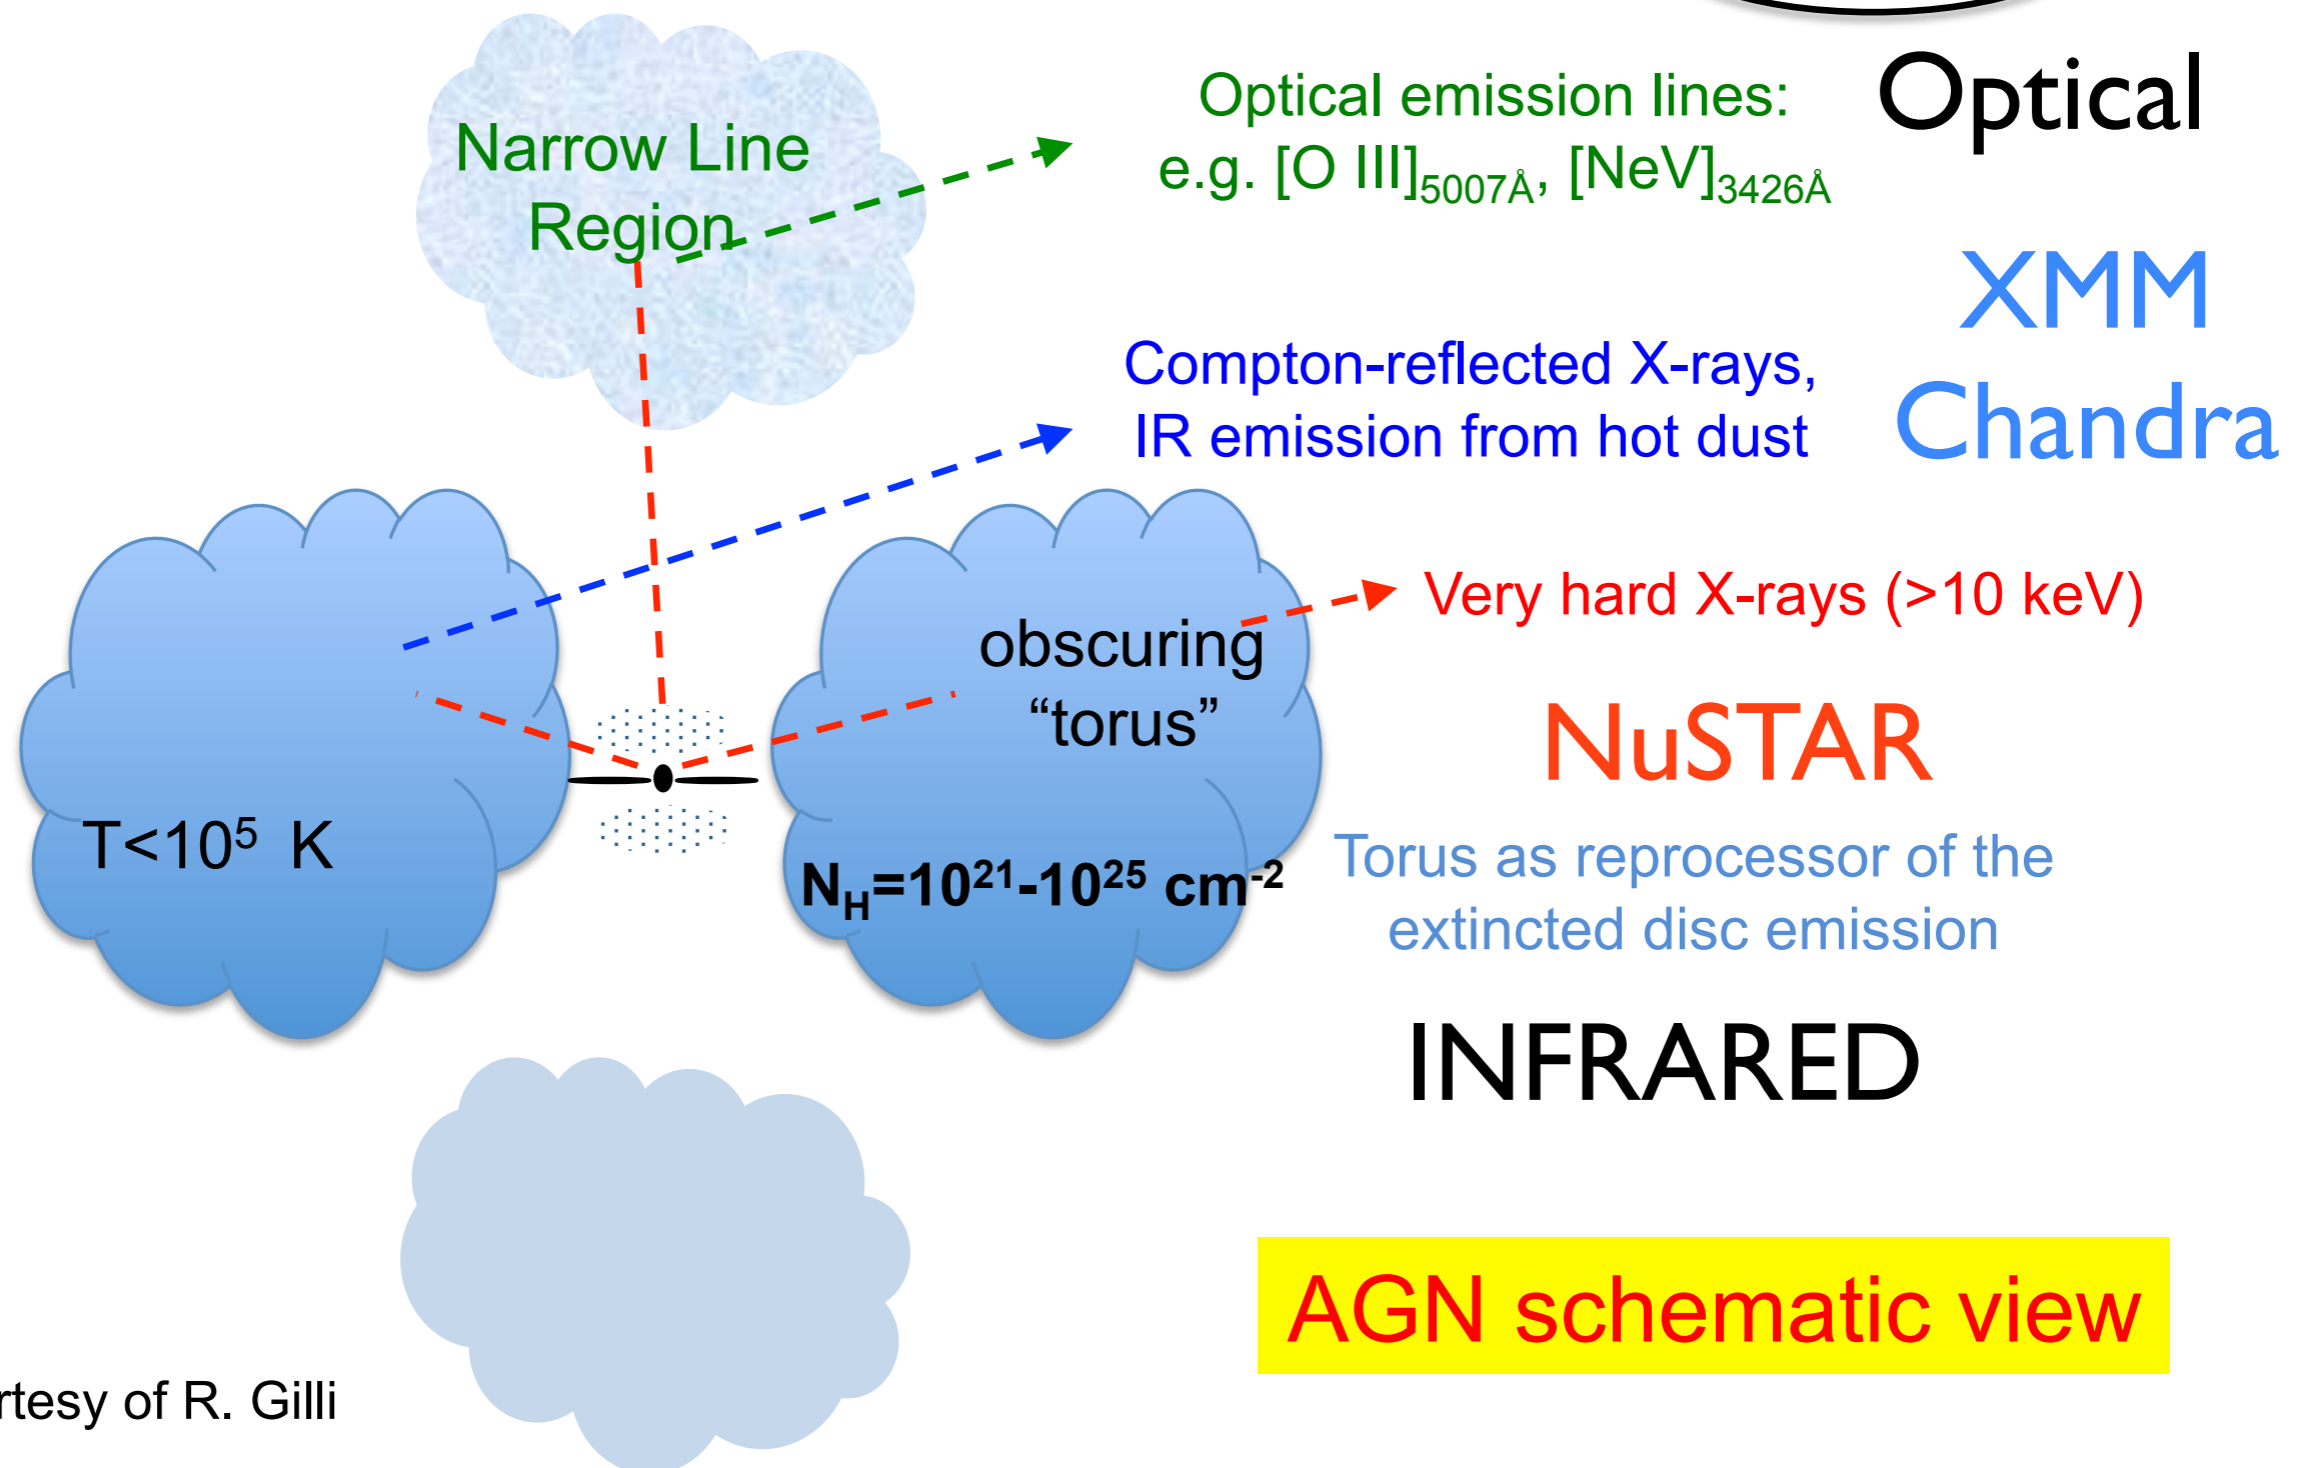 Optical emission lines:
e.g. [O III]5007Å, [NeV]3426Å
Optical
Narrow Line
Region
XMM
Chandra
Compton-reflected X-rays,
IR emission from hot dust
Very hard X-rays (>10 keV)
obscuring
“torus”
NuSTAR
T<10⁵ K
N_H=10²¹-10²⁵ cm⁻²
Torus as reprocessor of the
extincted disc emission
INFRARED
AGN schematic view
rtesy of R. Gilli